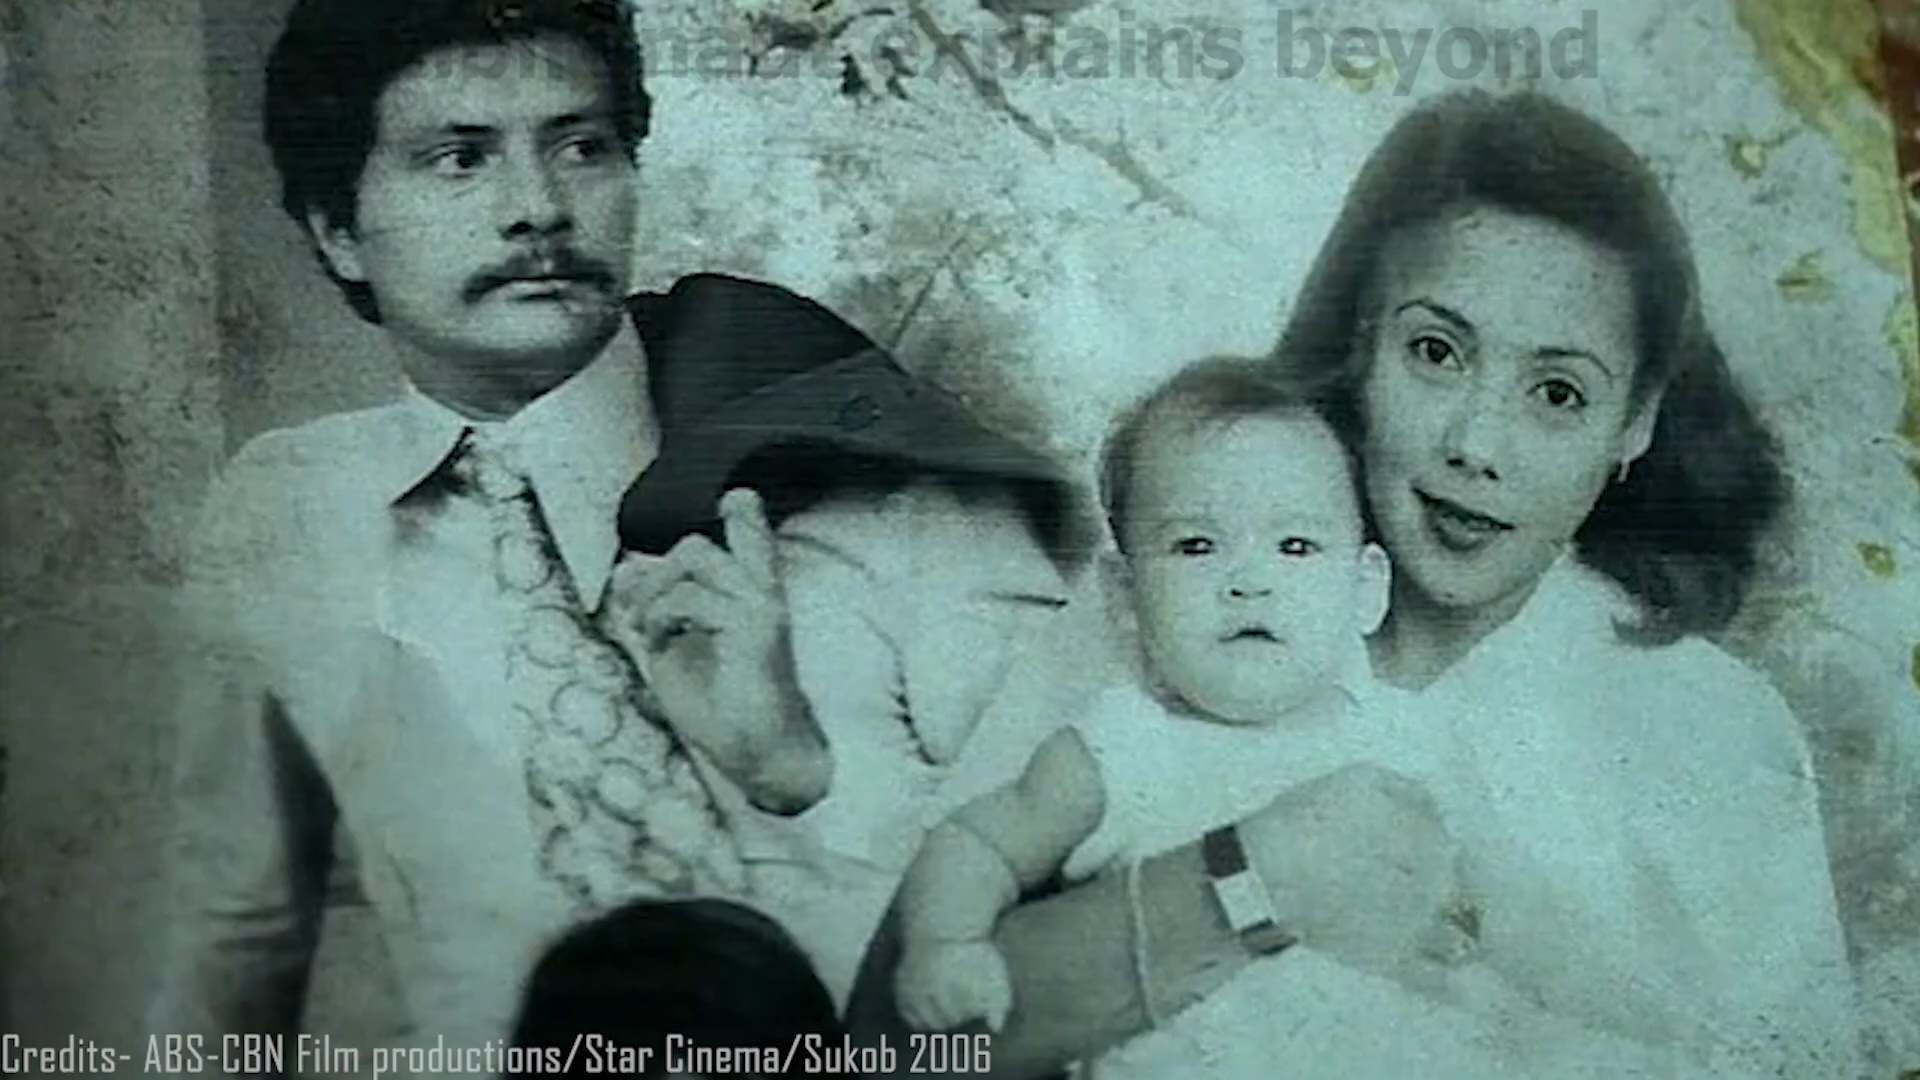 explains beyond
Credits- ABS-CBN Film productions/Star Cinema/Sukob 2006